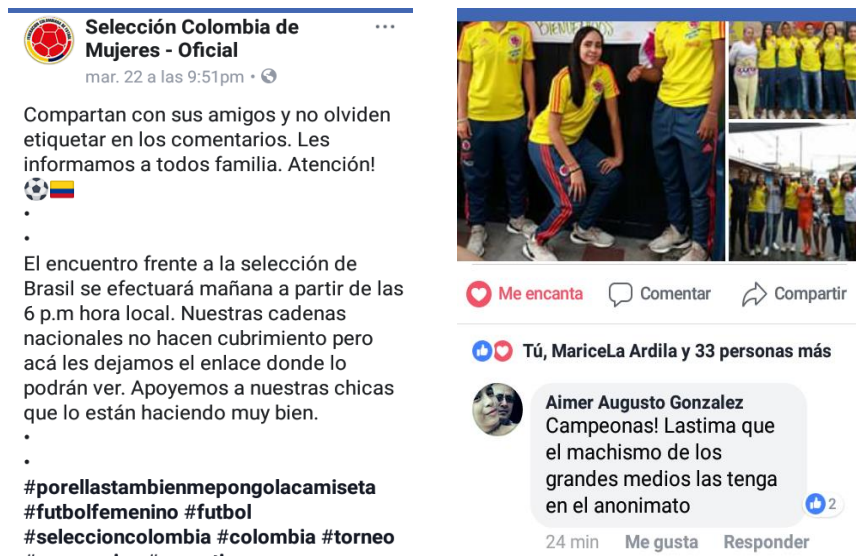 Selección Colombia de
Mujeres - Oficial
mar. 22 a las 9:51pm •
Compartan con sus amigos y no olviden
etiquetar en los comentarios. Les
informamos a todos familia. Atención!
•
•
El encuentro frente a la selección de
Brasil se efectuará mañana a partir de las
6 p.m hora local. Nuestras cadenas
nacionales no hacen cubrimiento pero
acá les dejamos el enlace donde lo
podrán ver. Apoyemos a nuestras chicas
que lo están haciendo muy bien.
•
•
#porellastambienmepongolacamiseta
#futbolfemenino #futbol
#seleccioncolombia #colombia #torneo
Me encanta Comentar Compartir
Tú, MariceLa Ardila y 33 personas más
Aimer Augusto Gonzalez
Campeonas! Lastima que
el machismo de los
grandes medios las tenga
en el anonimato
2
24 min Me gusta Responder